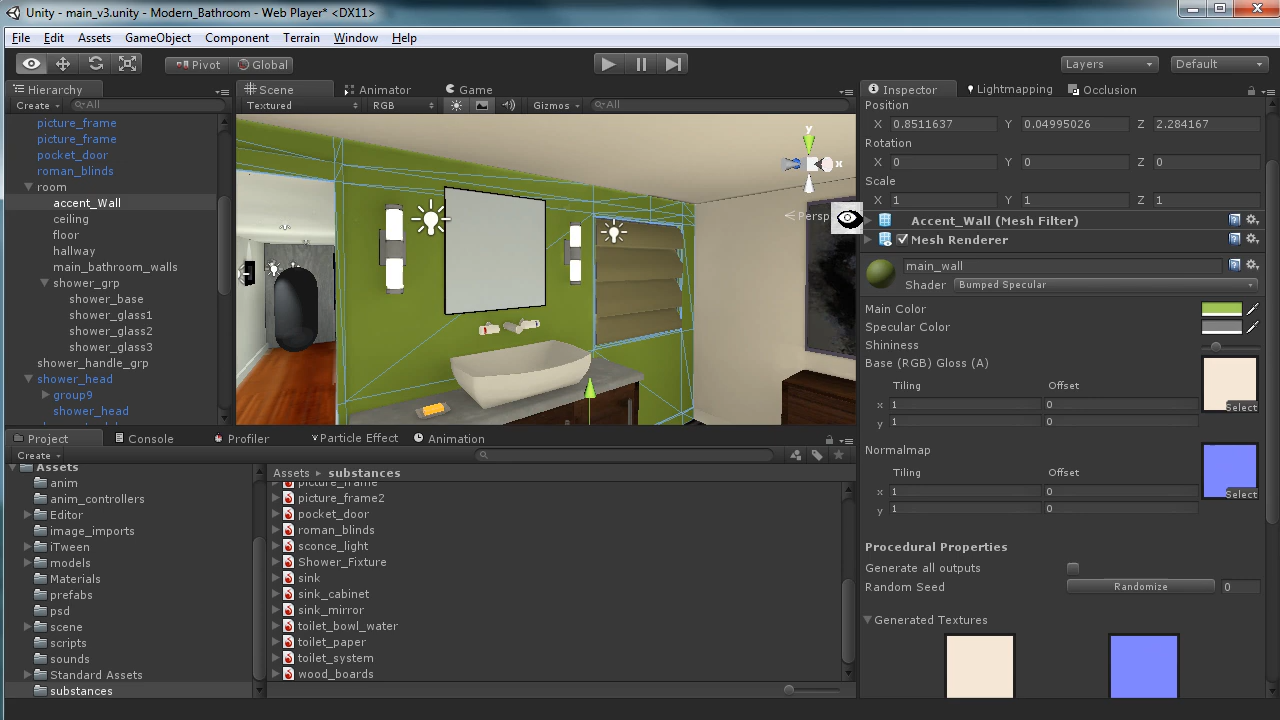 Unity - main_v3.unity - Modern_Bathroom - Web Player* <DX11>
File Edit Assets GameObject Component Terrain Window Help
Pivot Global Layers Default
Hierarchy
Create All
picture_frame
picture_frame
pocket_door
roman_blinds
room
accent_Wall
ceiling
floor
hallway
main_bathroom_walls
shower_grp
shower_base
shower_glass1
shower_glass2
shower_glass3
shower_handle_grp
shower_head
group9
shower_head
Scene Animator Game
Textured RGB Gizmos All
y
x
Persp
Inspector Lightmapping Occlusion
Position
X 0.8511637 Y 0.04995026 Z 2.284167
Rotation
X 0 Y 0 Z 0
Scale
X 1 Y 1 Z 1
Accent_Wall (Mesh Filter)
Mesh Renderer
main_wall
Shader Bumped Specular
Main Color
Specular Color
Shininess
Base (RGB) Gloss (A)
Tiling Offset
x 1 0
y 1 0
Select
Normalmap
Tiling Offset
x 1 0
y 1 0
Select
Procedural Properties
Generate all outputs
Random Seed Randomize 0
Generated Textures
Project Console Profiler Particle Effect Animation
Create
Assets
anim
anim_controllers
Editor
image_imports
iTween
models
Materials
prefabs
psd
scene
scripts
sounds
Standard Assets
substances
Assets substances
picture_frame
picture_frame2
pocket_door
roman_blinds
sconce_light
Shower_Fixture
sink
sink_cabinet
sink_mirror
toilet_bowl_water
toilet_paper
toilet_system
wood_boards